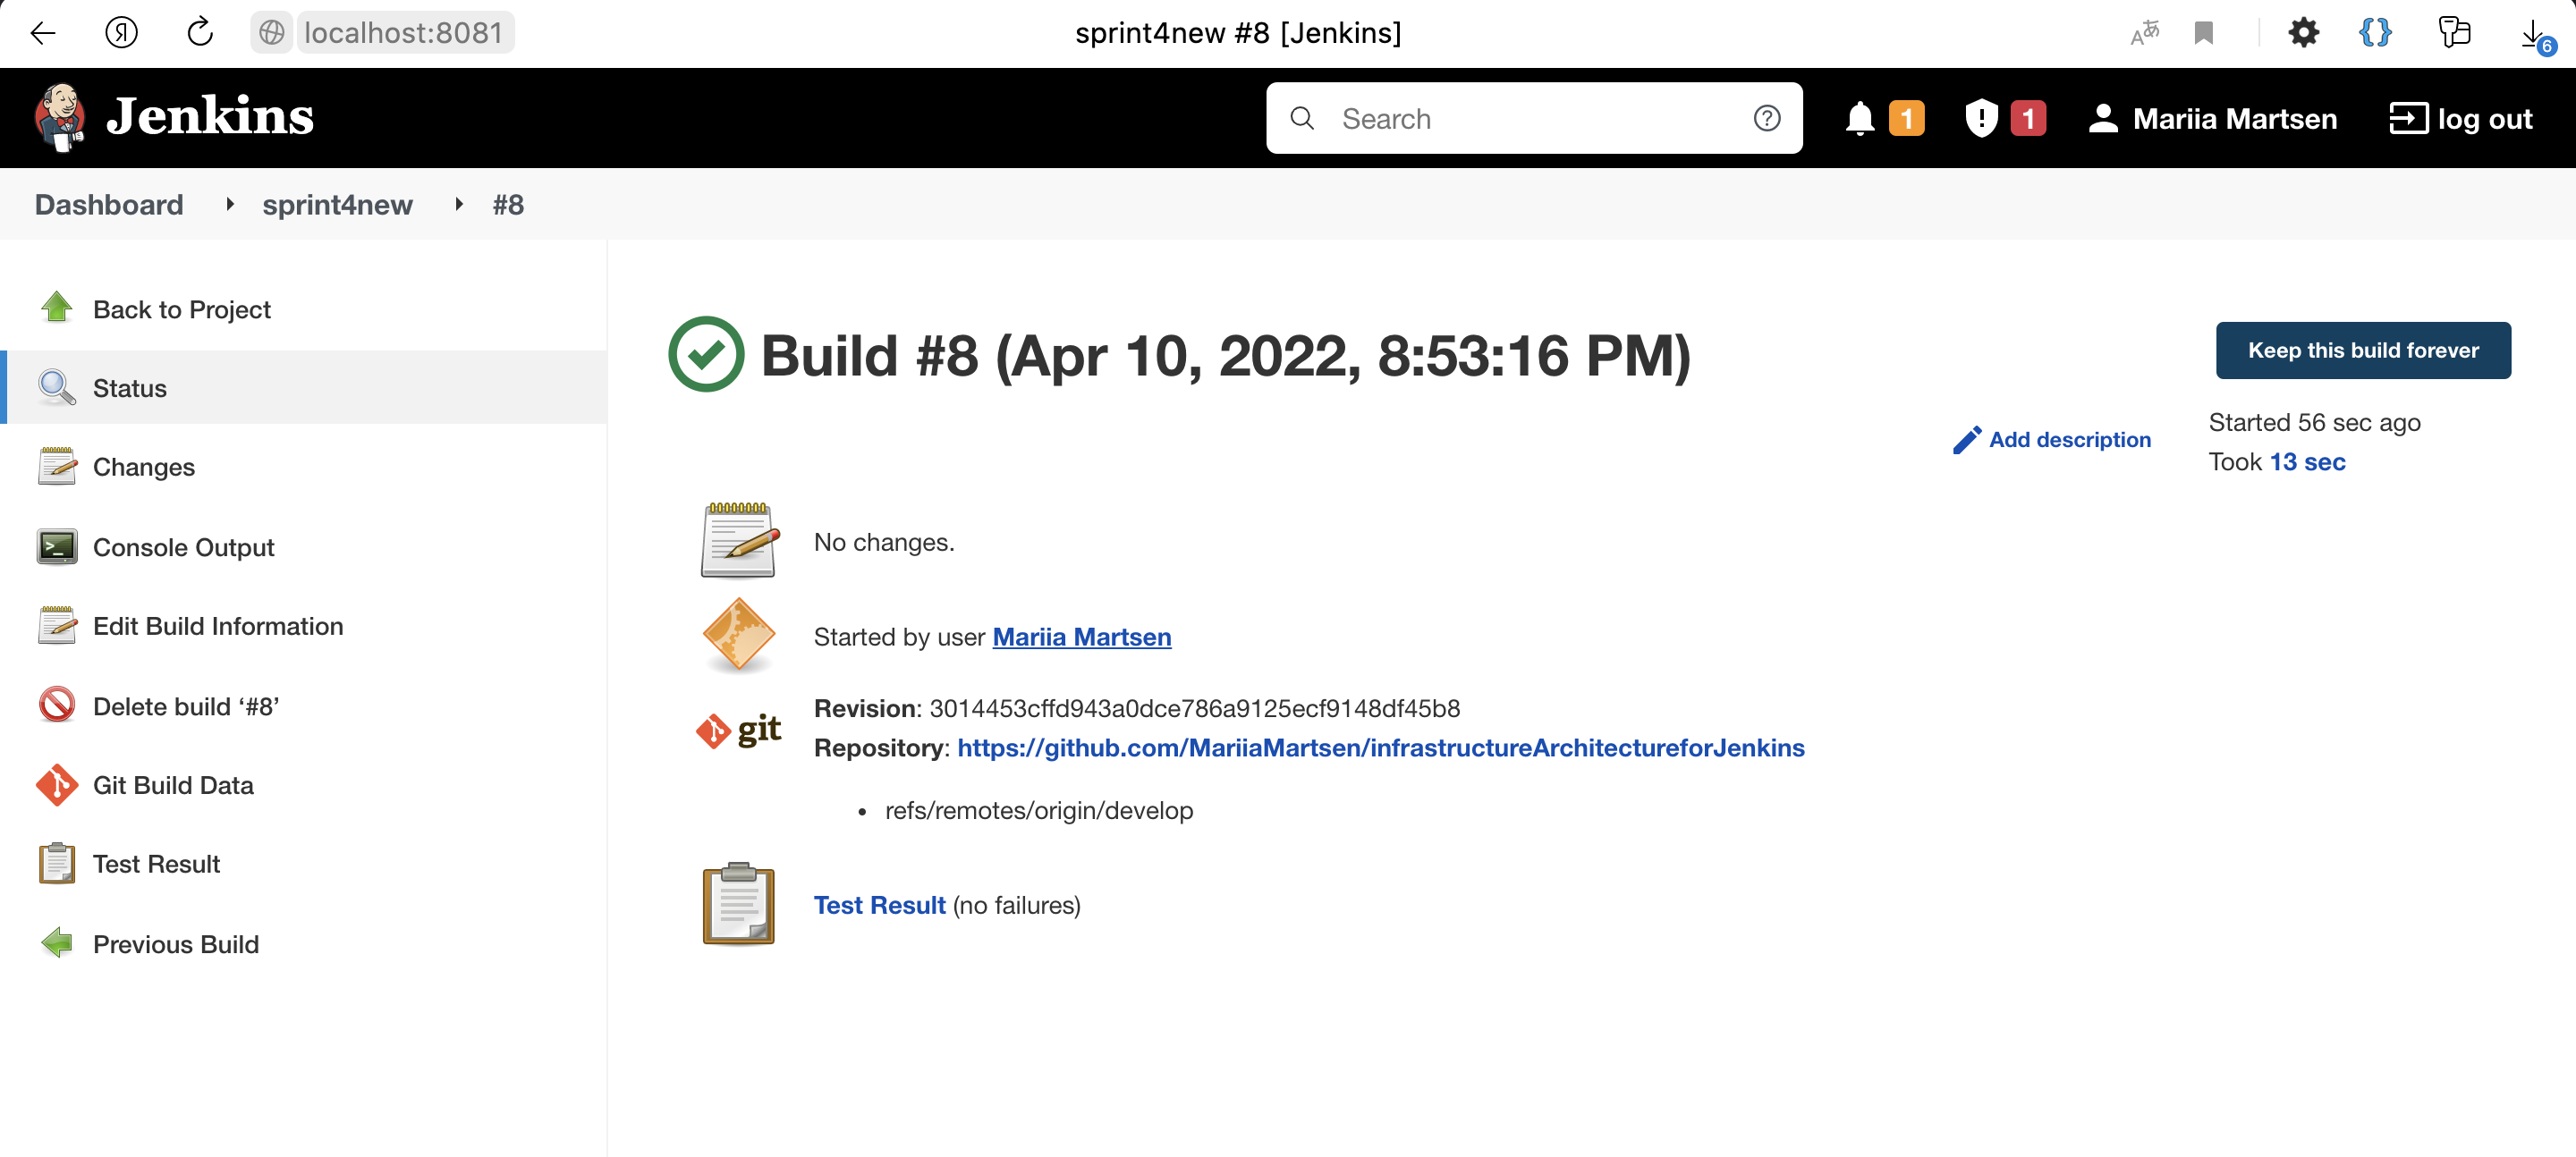 Я
localhost:8081
sprint4new #8 [Jenkins]
Aあ
6
Jenkins
Search
1
1
Mariia Martsen
log out
Dashboard
sprint4new
#8
Back to Project
Status
Changes
Console Output
Edit Build Information
Delete build ‘#8’
Git Build Data
Test Result
Previous Build
Build #8 (Apr 10, 2022, 8:53:16 PM)
Keep this build forever
Add description
Started 56 sec ago
Took 13 sec
No changes.
Started by user Mariia Martsen
git
Revision: 3014453cffd943a0dce786a9125ecf9148df45b8
Repository: https://github.com/MariiaMartsen/infrastructureArchitectureforJenkins
refs/remotes/origin/develop
Test Result (no failures)